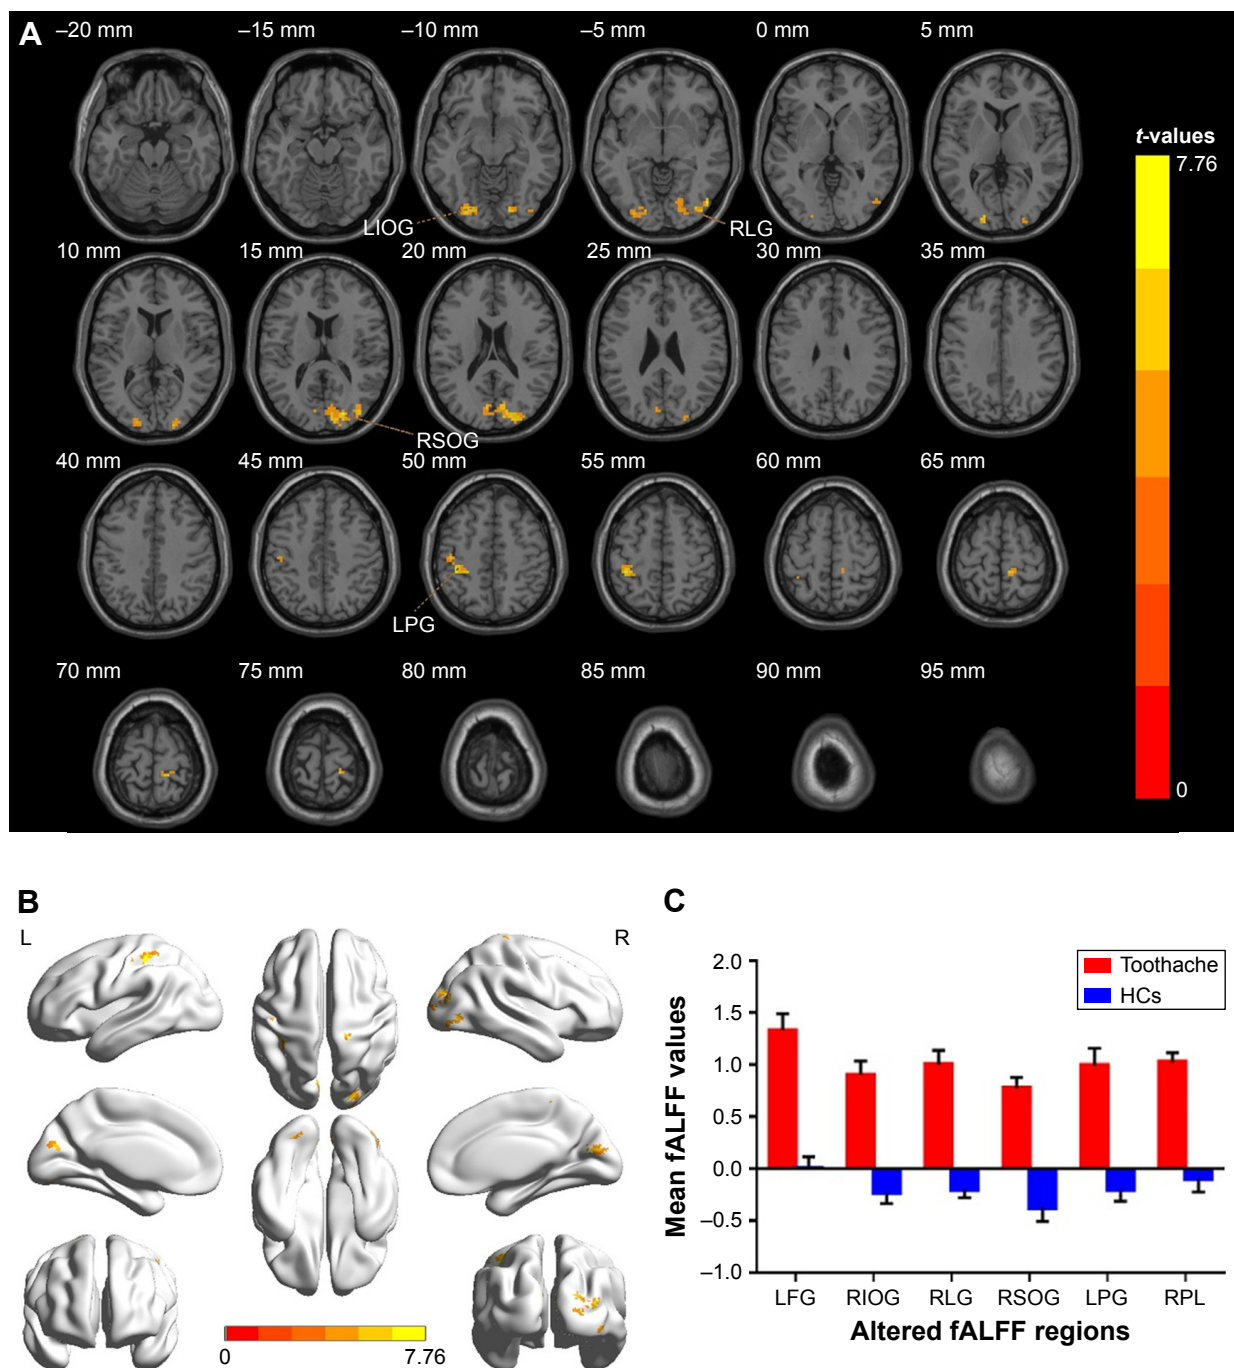 A
–20 mm –15 mm –10 mm –5 mm 0 mm 5 mm
t-values
7.76
LIOG RLG
10 mm 15 mm 20 mm 25 mm 30 mm 35 mm
RSOG
40 mm 45 mm 50 mm 55 mm 60 mm 65 mm
LPG
70 mm 75 mm 80 mm 85 mm 90 mm 95 mm
0
B
L R
0 7.76
C
Toothache
HCs
Mean fALFF values
2.0
1.5
1.0
0.5
0.0
–0.5
–1.0
LFG RIOG RLG RSOG LPG RPL
Altered fALFF regions